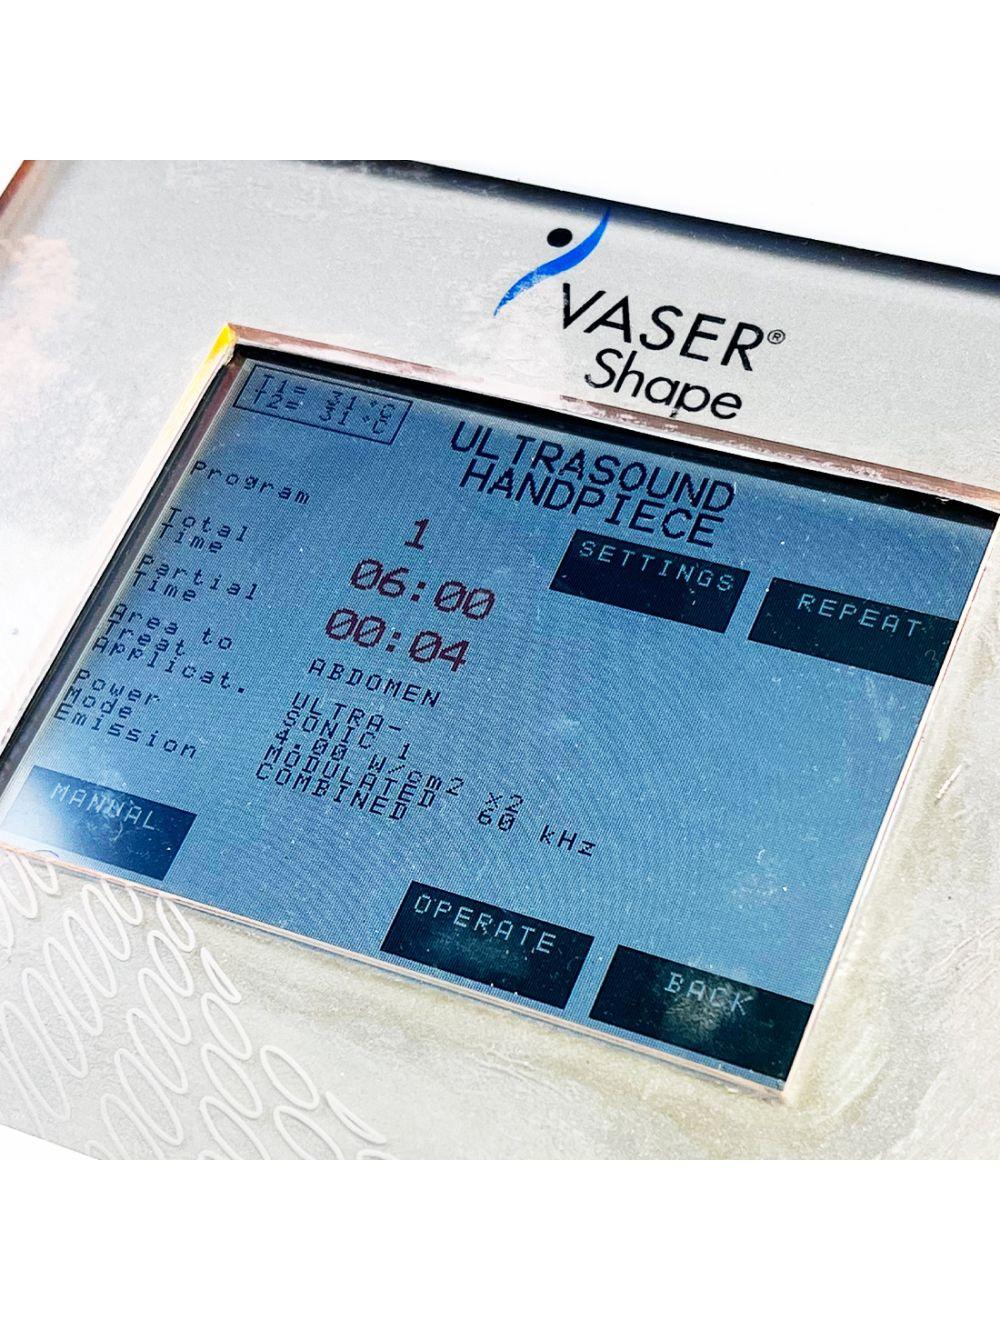 VASER®
Shape
T1= 31 °C
T2= 31 °C
ULTRASOUND
HANDPIECE
Program 1
Total
Time 06:00
Partial
Time 00:04
Area to
Treat ABDOMEN
Applicat. ULTRA-
SONIC 1
Power 4.00 W/cm2 x2
Mode MODULATED 60 kHz
Emission COMBINED
SETTINGS
REPEAT
MANUAL
OPERATE
BACK